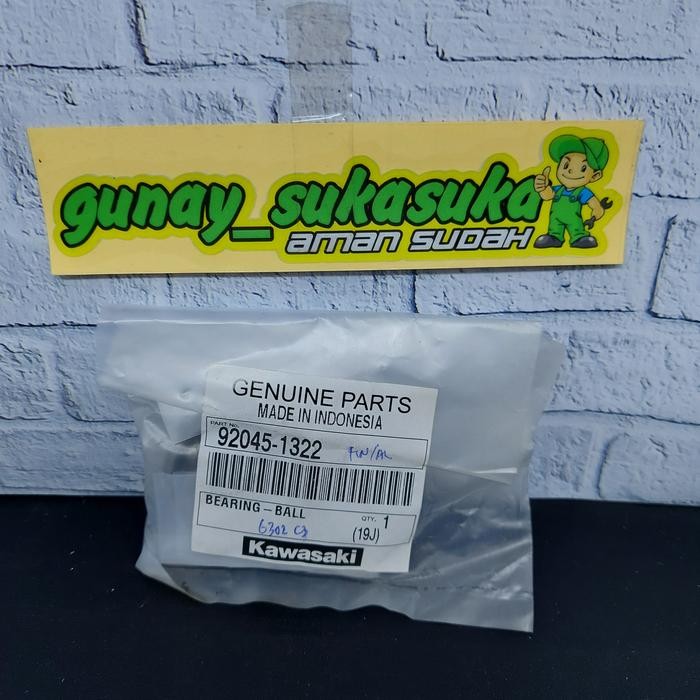 gunay_sukasuka
aman sudah
GENUINE PARTS
MADE IN INDONESIA
PART No.
92045-1322
BEARING – BALL
QTY. 1
6302 C3
(19J)
Kawasaki